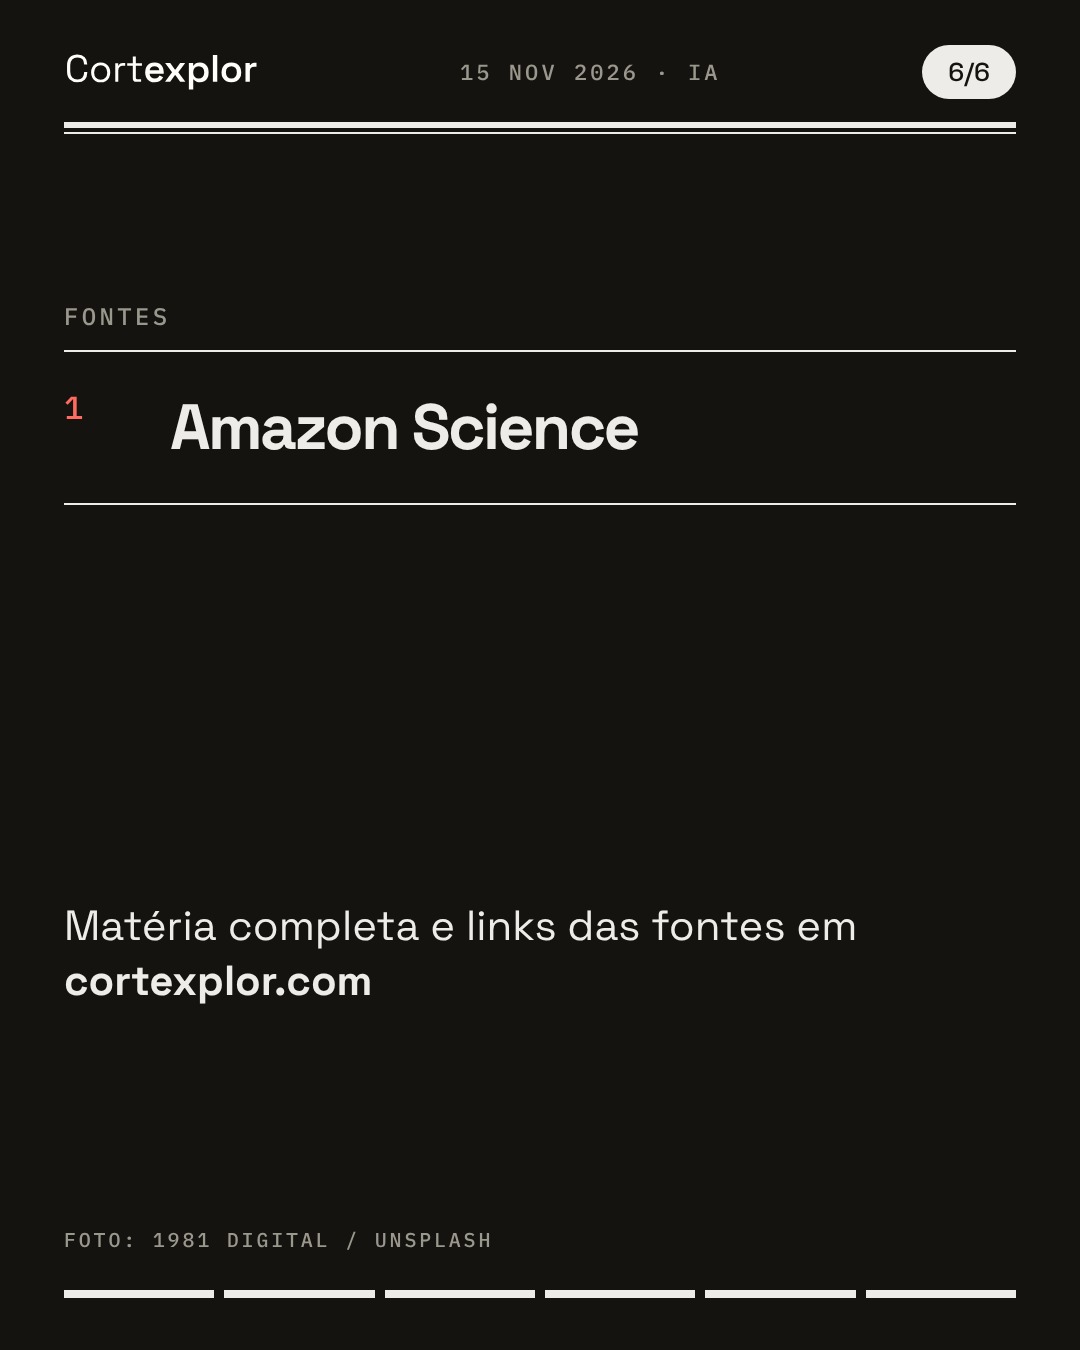 Cortexplor
15 NOV 2026 · IA
6/6
FONTES
1
Amazon Science
Matéria completa e links das fontes em
cortexplor.com
FOTO: 1981 DIGITAL / UNSPLASH